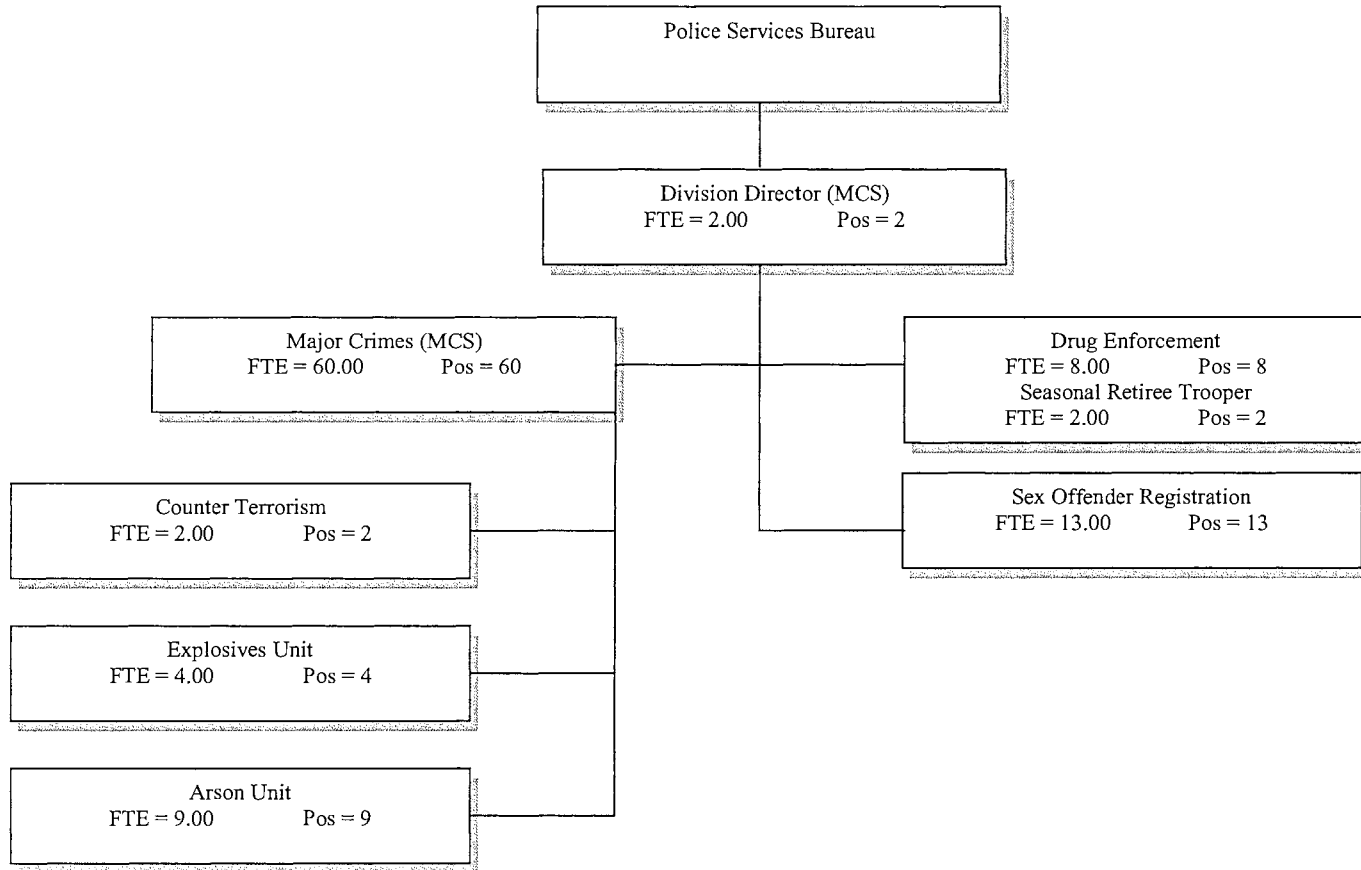 Police Services Bureau
Division Director (MCS)
FTE = 2.00 Pos = 2
Major Crimes (MCS)
FTE = 60.00 Pos = 60
Drug Enforcement
FTE = 8.00 Pos = 8
Seasonal Retiree Trooper
FTE = 2.00 Pos = 2
Counter Terrorism
FTE = 2.00 Pos = 2
Sex Offender Registration
FTE = 13.00 Pos = 13
Explosives Unit
FTE = 4.00 Pos = 4
Arson Unit
FTE = 9.00 Pos = 9